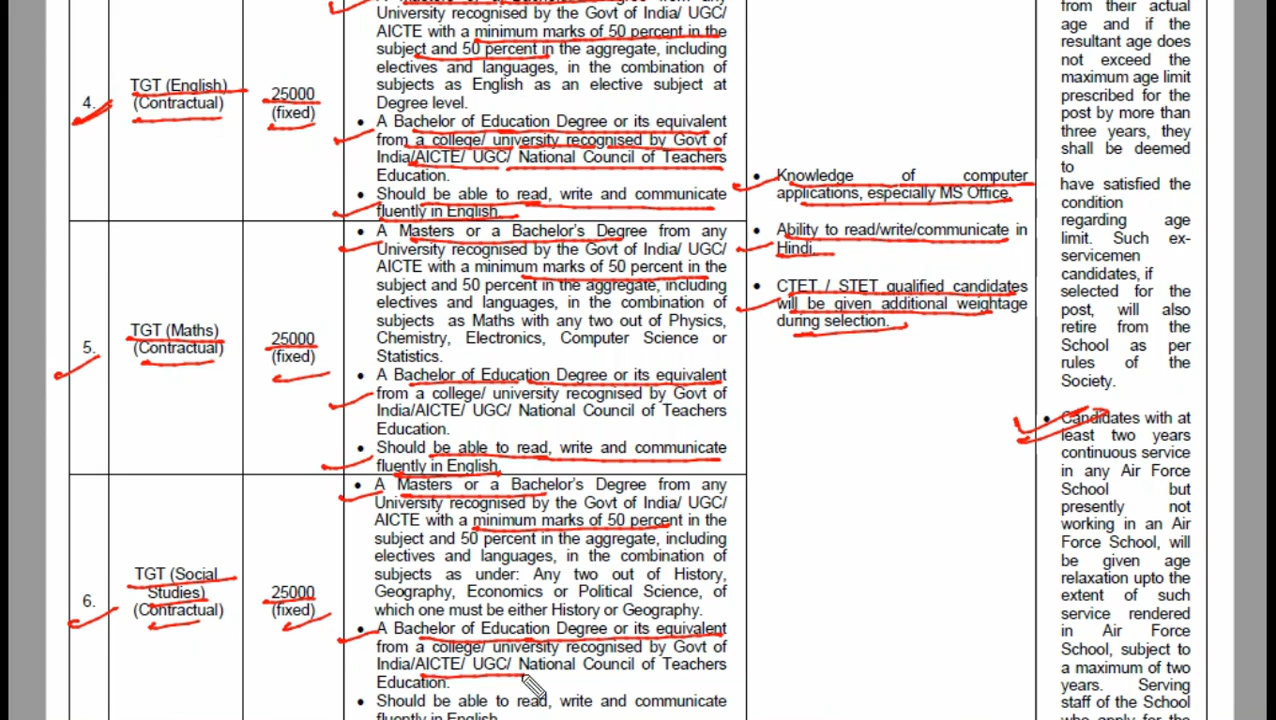 A Masters or a Bachelor's Degree from any
University recognised by the Govt of India/ UGC/
AICTE with a minimum marks of 50 percent in the
subject and 50 percent in the aggregate, including
electives and languages, in the combination of
subjects as English as an elective subject at
Degree level.
A Bachelor of Education Degree or its equivalent
from a college/ university recognised by Govt of
India/AICTE/ UGC/ National Council of Teachers
Education.
Should be able to read, write and communicate
fluently in English.
4.
TGT (English)
(Contractual)
25000
(fixed)
5.
TGT (Maths)
(Contractual)
25000
(fixed)
A Masters or a Bachelor's Degree from any
University recognised by the Govt of India/ UGC/
AICTE with a minimum marks of 50 percent in the
subject and 50 percent in the aggregate, including
electives and languages, in the combination of
subjects as Maths with any two out of Physics,
Chemistry, Electronics, Computer Science or
Statistics.
A Bachelor of Education Degree or its equivalent
from a college/ university recognised by Govt of
India/AICTE/ UGC/ National Council of Teachers
Education.
Should be able to read, write and communicate
fluently in English.
6.
TGT (Social
Studies)
(Contractual)
25000
(fixed)
A Masters or a Bachelor's Degree from any
University recognised by the Govt of India/ UGC/
AICTE with a minimum marks of 50 percent in the
subject and 50 percent in the aggregate, including
electives and languages, in the combination of
subjects as under: Any two out of History,
Geography, Economics or Political Science, of
which one must be either History or Geography.
A Bachelor of Education Degree or its equivalent
from a college/ university recognised by Govt of
India/AICTE/ UGC/ National Council of Teachers
Education.
Should be able to read, write and communicate
fluently in English.
Knowledge of computer
applications, especially MS Office.
Ability to read/write/communicate in
Hindi.
CTET / STET qualified candidates
will be given additional weightage
during selection.
from their actual
age and if the
resultant age does
not exceed the
maximum age limit
prescribed for the
post by more than
three years, they
shall be deemed
to
have satisfied the
condition
regarding age
limit. Such ex-
servicemen
candidates, if
selected for the
post, will also
retire from the
School as per
rules of the
Society.
Candidates with at
least two years
continuous service
in any Air Force
School but
presently not
working in an Air
Force School, will
be given age
relaxation upto the
extent of such
service rendered
in Air Force
School, subject to
a maximum of two
years. Serving
staff of the School
who apply for the